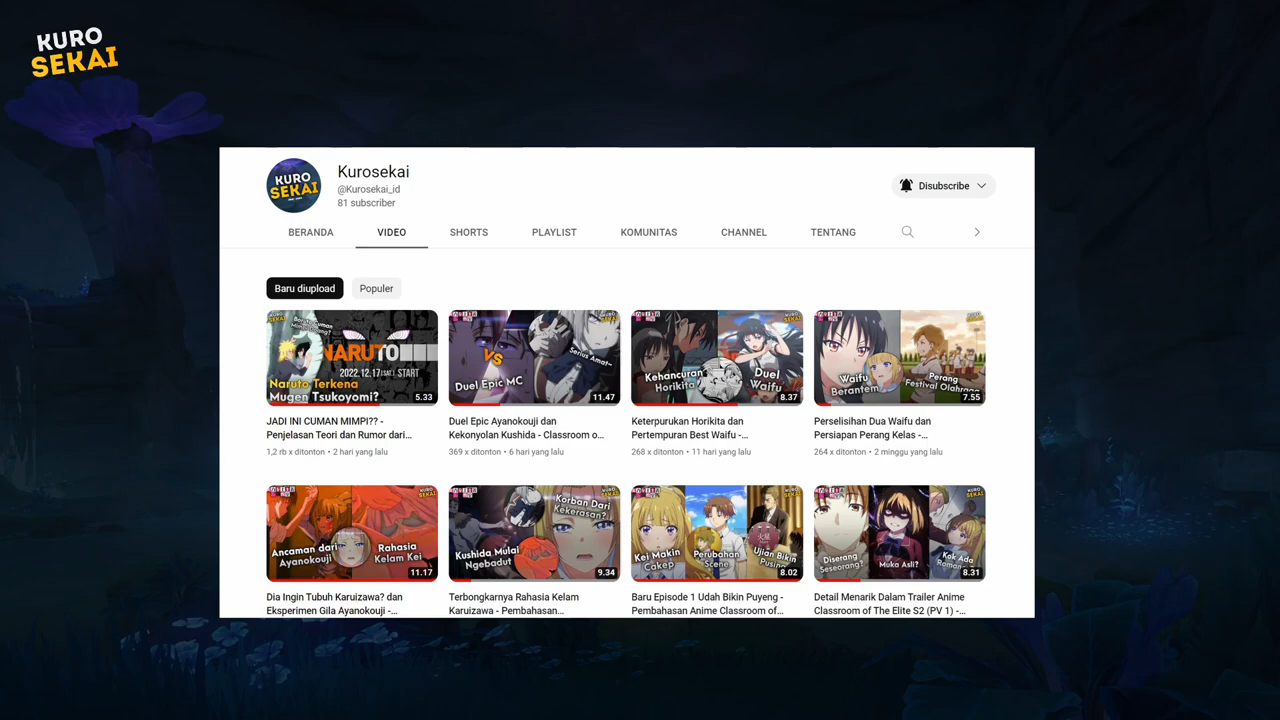 KURO
SEKAI
KURO
SEKAI
Kurosekai
@Kurosekai_id
81 subscriber
Disubscribe
BERANDA
VIDEO
SHORTS
PLAYLIST
KOMUNITAS
CHANNEL
TENTANG
Baru diupload
Populer
NARUTO
2022.12.17 START
Naruto Terkena
Mugen Tsukoyomi?
5.33
VS
Serius Amat~
Duel Epic MC
11.47
Kehancuran
Horikita
Duel
Waifu
8.37
Waifu
Berantem
Perang
Festival Olahraga
7.55
JADI INI CUMAN MIMPI?? -
Penjelasan Teori dan Rumor dari...
1,2 rb x ditonton • 2 hari yang lalu
Duel Epic Ayanokouji dan
Kekonyolan Kushida - Classroom o...
369 x ditonton • 6 hari yang lalu
Keterpurukan Horikita dan
Pertempuran Best Waifu -...
268 x ditonton • 11 hari yang lalu
Perselisihan Dua Waifu dan
Persiapan Perang Kelas -...
264 x ditonton • 2 minggu yang lalu
Ancaman dari
Ayanokouji
Rahasia
Kelam Kei
11.17
Korban Dari
Kekerasan?
Kushida Mulai
Ngebadut
9.34
Kei Makin
Cakep
Perubahan
Scene
Ujian Bikin
8.02
Diserang
Seseorang?
Muka Asli?
Kok Ada
8.31
Dia Ingin Tubuh Karuizawa? dan
Eksperimen Gila Ayanokouji -...
Terbongkarnya Rahasia Kelam
Karuizawa - Pembahasan...
Baru Episode 1 Udah Bikin Puyeng -
Pembahasan Anime Classroom of...
Detail Menarik Dalam Trailer Anime
Classroom of The Elite S2 (PV 1) -...